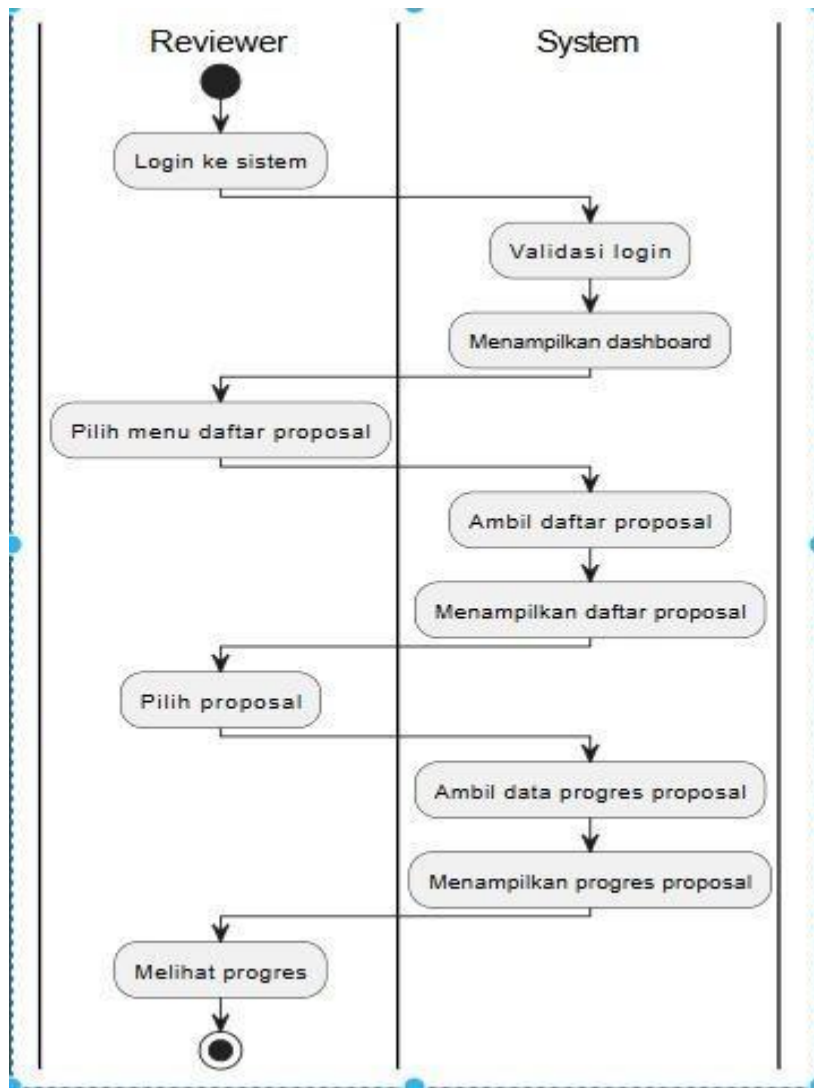 Reviewer
System
Login ke sistem
Validasi login
Menampilkan dashboard
Pilih menu daftar proposal
Ambil daftar proposal
Menampilkan daftar proposal
Pilih proposal
Ambil data progres proposal
Menampilkan progres proposal
Melihat progres